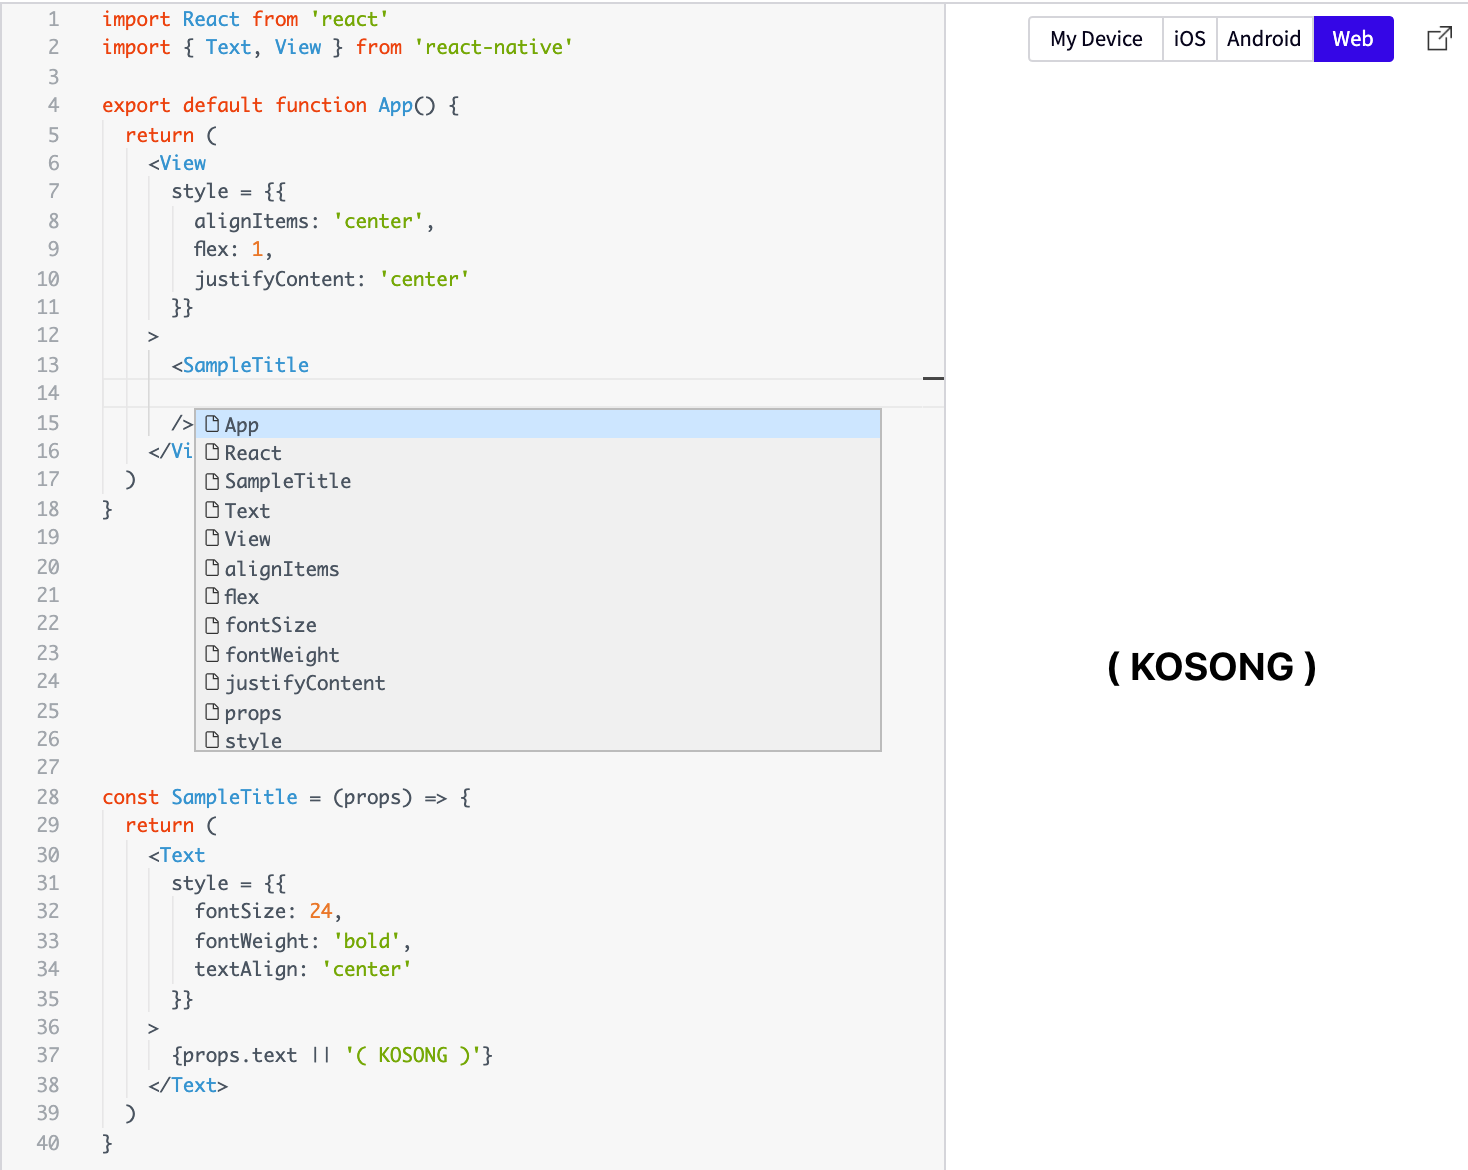 1 import React from 'react'
2 import { Text, View } from 'react-native'
3
4 export default function App() {
5 return (
6 <View
7 style = {{
8 alignItems: 'center',
9 flex: 1,
10 justifyContent: 'center'
11 }}
12 >
13 <SampleTitle
14
15 />
16 </Vi
17 )
18 }
19
20
21
22
23
24
25
26
27
28 const SampleTitle = (props) => {
29 return (
30 <Text
31 style = {{
32 fontSize: 24,
33 fontWeight: 'bold',
34 textAlign: 'center'
35 }}
36 >
37 {props.text || '( KOSONG )'}
38 </Text>
39 )
40 }
App
React
SampleTitle
Text
View
alignItems
flex
fontSize
fontWeight
justifyContent
props
style
My Device iOS Android Web
( KOSONG )